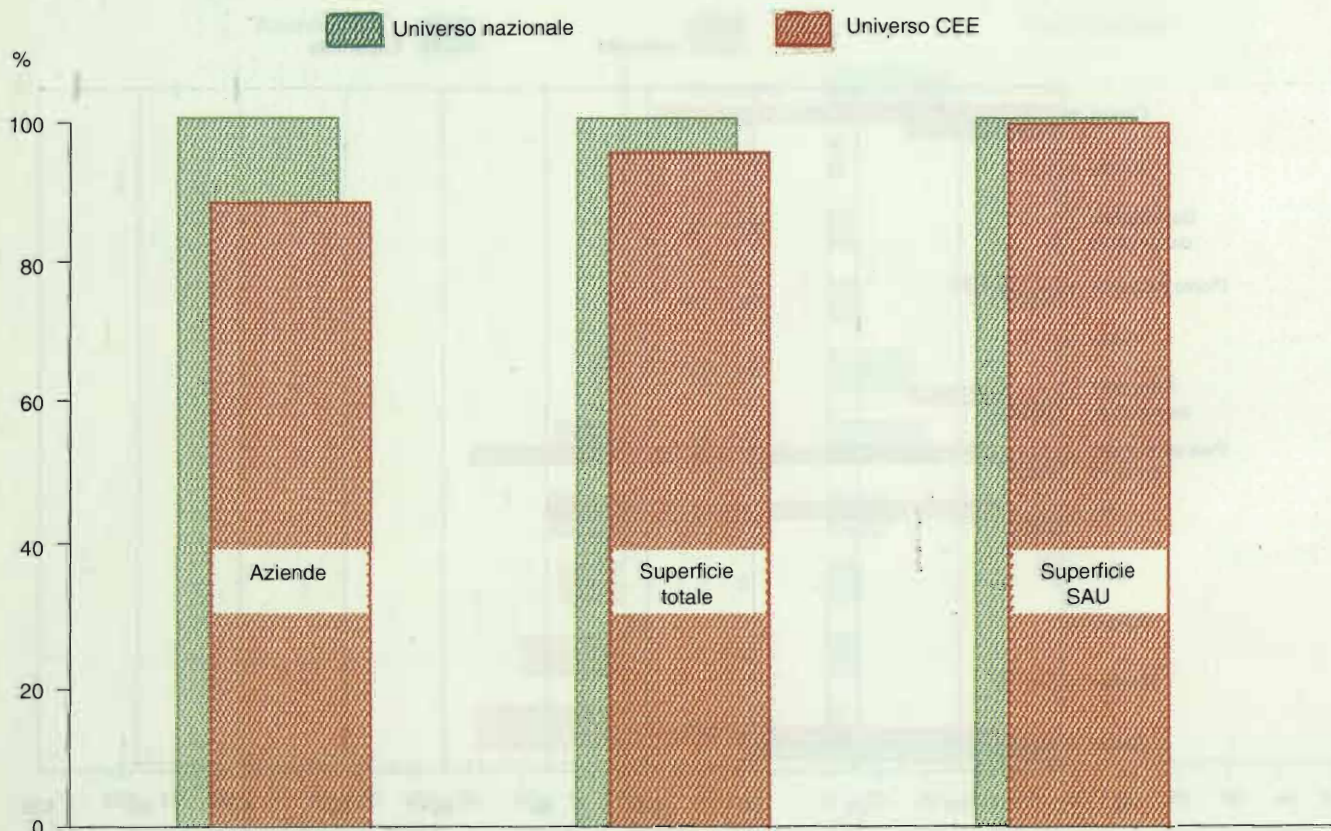 Universo nazionale
Universo CEE
%
100
80
60
40
20
0
Aziende
Superficie
totale
Superficie
SAU